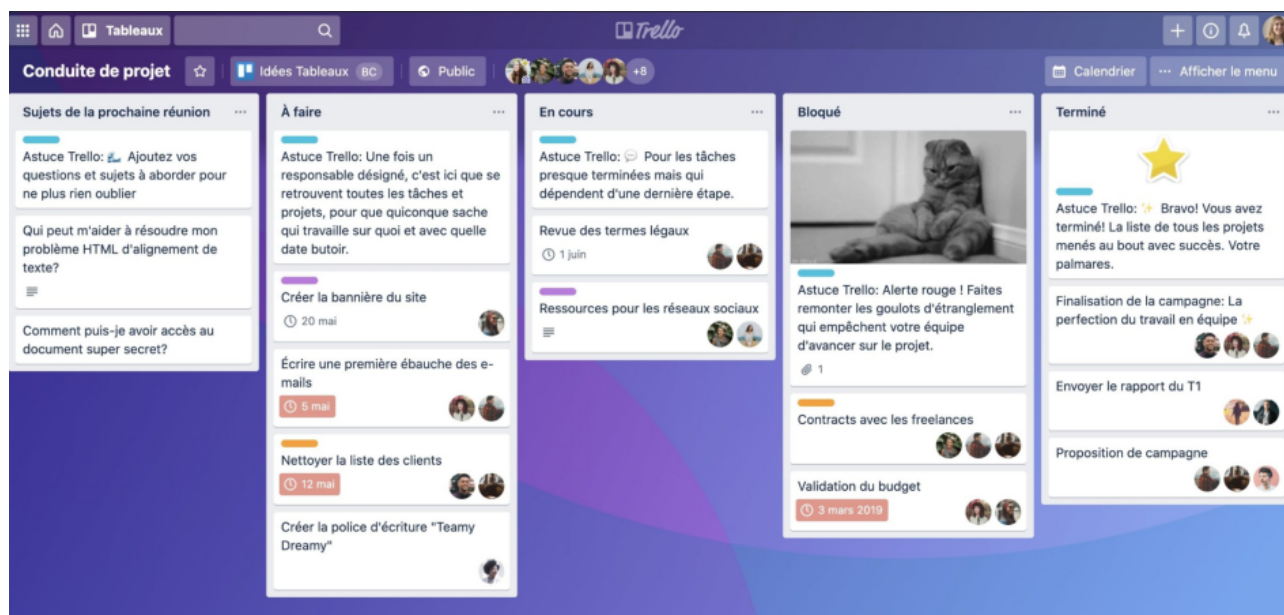 Tableaux
Trello
Conduite de projet
Idées Tableaux BC
Public
+8
Calendrier
Afficher le menu
Sujets de la prochaine réunion
Astuce Trello: Ajoutez vos
questions et sujets à aborder pour
ne plus rien oublier
Qui peut m'aider à résoudre mon
problème HTML d'alignement de
texte?
Comment puis-je avoir accès au
document super secret?
À faire
Astuce Trello: Une fois un
responsable désigné, c'est ici que se
retrouvent toutes les tâches et
projets, pour que quiconque sache
qui travaille sur quoi et avec quelle
date butoir.
Créer la bannière du site
20 mai
Écrire une première ébauche des e-
mails
5 mai
Nettoyer la liste des clients
12 mai
Créer la police d'écriture "Teamy
Dreamy"
En cours
Astuce Trello: Pour les tâches
presque terminées mais qui
dépendent d'une dernière étape.
Revue des termes légaux
1 juin
Ressources pour les réseaux sociaux
Bloqué
Astuce Trello: Alerte rouge ! Faites
remonter les goulots d'étranglement
qui empêchent votre équipe
d'avancer sur le projet.
1
Contracts avec les freelances
Validation du budget
3 mars 2019
Terminé
Astuce Trello: ✨ Bravo! Vous avez
terminé! La liste de tous les projets
menés au bout avec succès. Votre
palmares.
Finalisation de la campagne: La
perfection du travail en équipe ✨
Envoyer le rapport du T1
Proposition de campagne